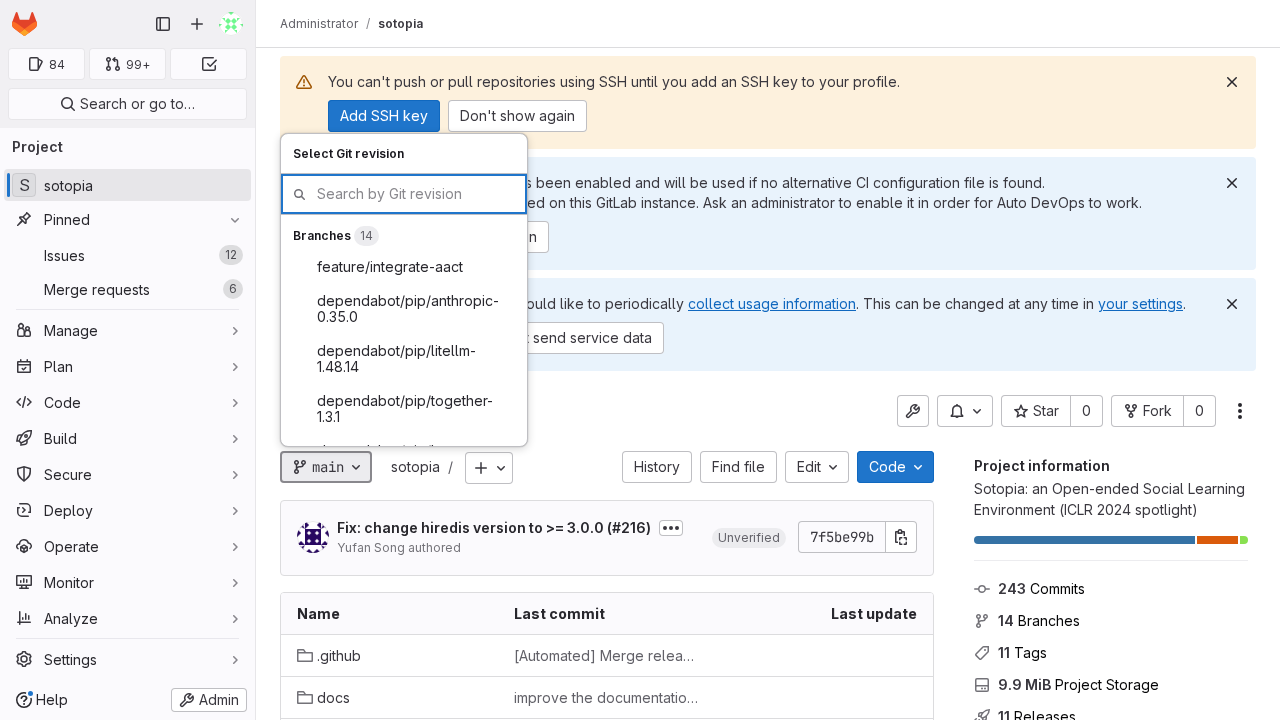 Administrator / sotopia
84
99+
Search or go to…
Project
S sotopia
Pinned
Issues 12
Merge requests 6
Manage
Plan
Code
Build
Secure
Deploy
Operate
Monitor
Analyze
Settings
Help
Admin
You can't push or pull repositories using SSH until you add an SSH key to your profile.
Add SSH key
Don't show again
s been enabled and will be used if no alternative CI configuration file is found.
ed on this GitLab instance. Ask an administrator to enable it in order for Auto DevOps to work.
ould like to periodically collect usage information. This can be changed at any time in your settings.
send service data
Select Git revision
Search by Git revision
Branches 14
feature/integrate-aact
dependabot/pip/anthropic-
0.35.0
dependabot/pip/litellm-
1.48.14
dependabot/pip/together-
1.3.1
Star 0
Fork 0
main
sotopia /
History
Find file
Edit
Code
Fix: change hiredis version to >= 3.0.0 (#216)
Yufan Song authored
Unverified
7f5be99b
Name Last commit Last update
.github [Automated] Merge relea…
docs improve the documentatio…
Project information
Sotopia: an Open-ended Social Learning
Environment (ICLR 2024 spotlight)
243 Commits
14 Branches
11 Tags
9.9 MiB Project Storage
11 Releases